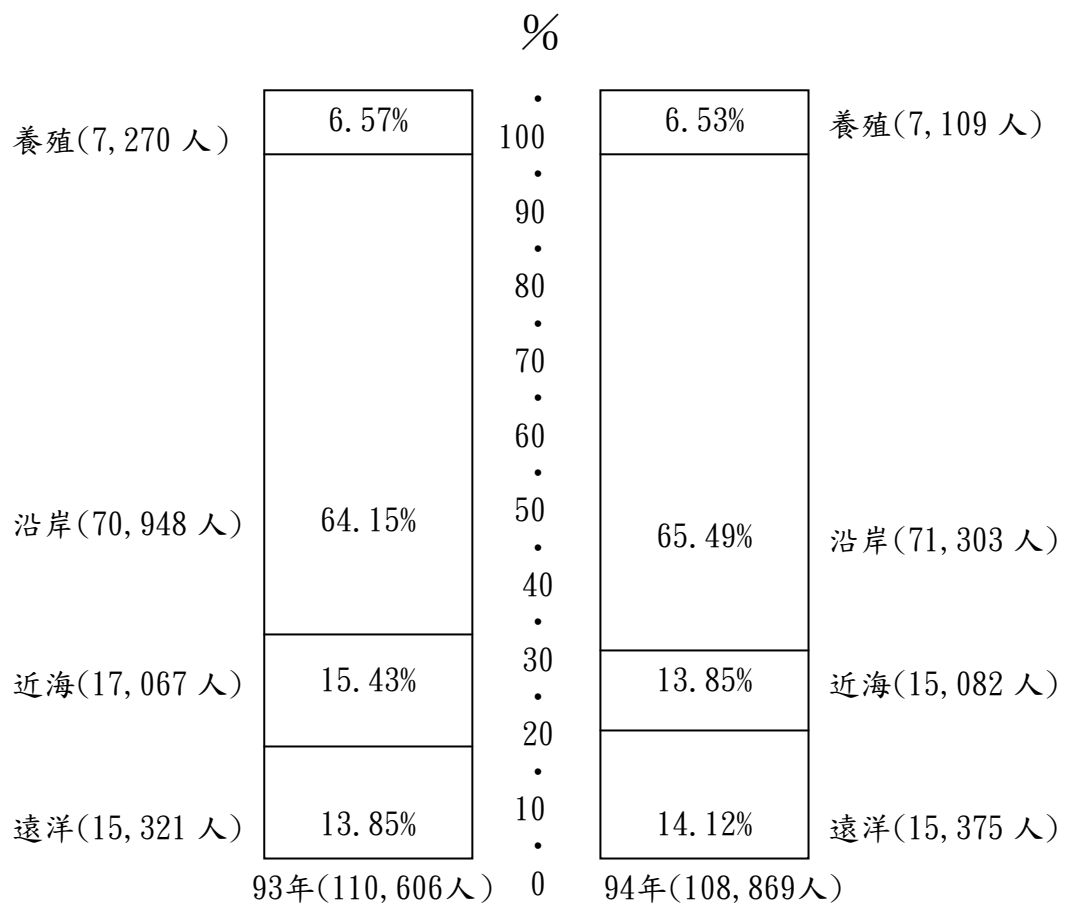 %
養殖(7,270 人)
6.57%
沿岸(70,948 人)
64.15%
近海(17,067 人)
15.43%
遠洋(15,321 人)
13.85%
93年(110,606人)
100
90
80
70
60
50
40
30
20
10
0
6.53%
養殖(7,109 人)
65.49%
沿岸(71,303 人)
13.85%
近海(15,082 人)
14.12%
遠洋(15,375 人)
94年(108,869人)